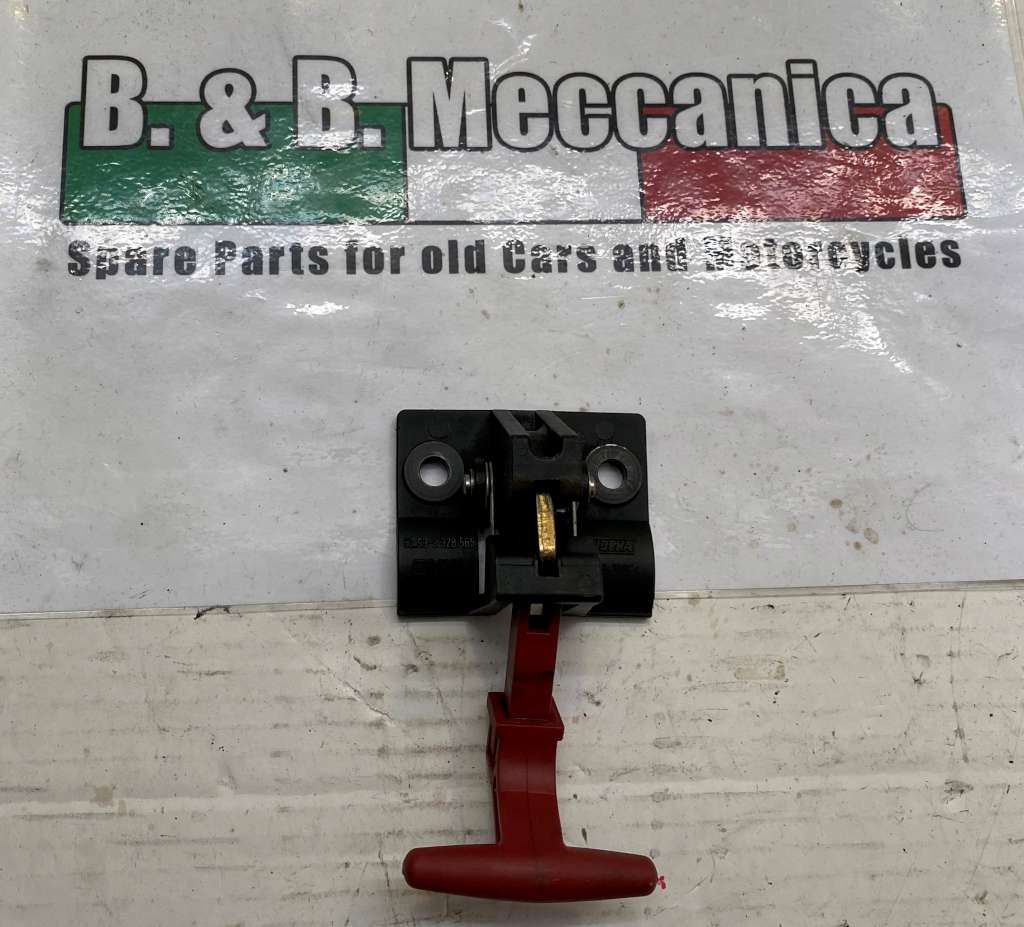 B. & B. Meccanica
Spare Parts for old Cars and Motorcycles